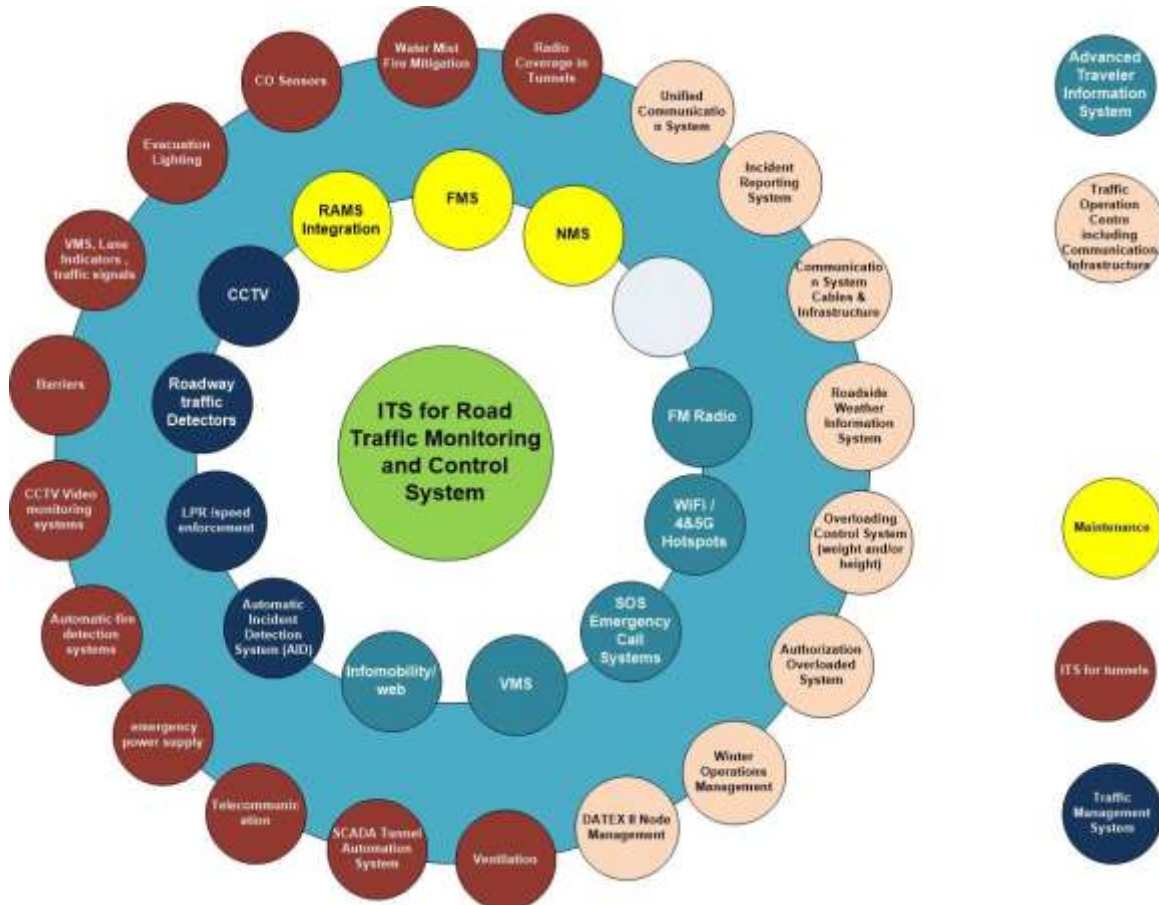 Water Mist
Fire Mitigation
Radio
Coverage in
Tunnels
CO Sensors
Unified
Communicatio
n System
Evacuation
Lighting
Incident
Reporting
System
VMS, Lane
Indicators ,
traffic signals
Communicatio
n System
Cables &
Infrastructure
Barriers
Roadside
Weather
Information
System
CCTV Video
monitoring
systems
Overloading
Control System
(weight and/or
height)
Automatic fire
detection
systems
Authorization
Overloaded
System
emergency
power supply
Winter
Operations
Management
Telecommunic
ation
SCADA Tunnel
Automation
System
Ventilation
DATEX II Node
Management
RAMS
Integration
FMS
NMS
CCTV
Roadway
traffic
Detectors
FM Radio
LPR /speed
enforcement
WiFi /
4&5G
Hotspots
Automatic
Incident
Detection
System (AID)
SOS
Emergency
Call
Systems
Infomobility/
web
VMS
ITS for Road
Traffic Monitoring
and Control
System
Advanced
Traveler
Information
System
Traffic
Operation
Centre
including
Communication
Infrastructure
Maintenance
ITS for tunnels
Traffic
Management
System